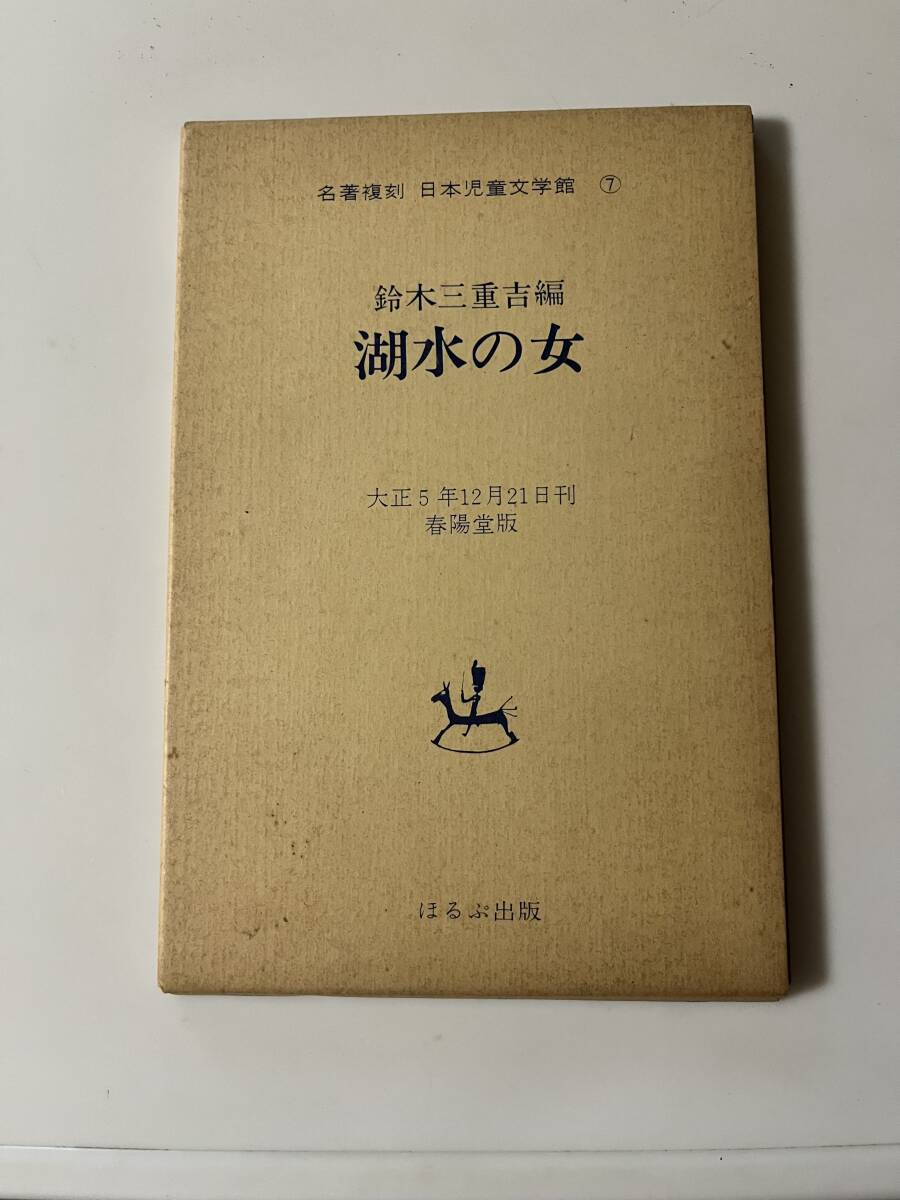 名著複刻 日本児童文学館 ⑦
鈴木三重吉編
湖水の女
大正5年12月21日刊
春陽堂版
ほるぷ出版